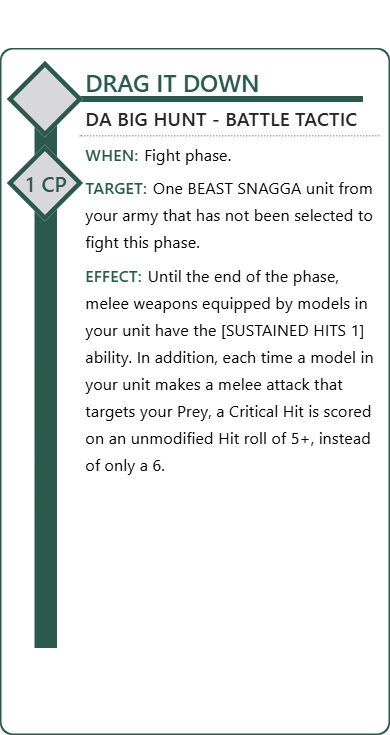 DRAG IT DOWN
DA BIG HUNT - BATTLE TACTIC
WHEN: Fight phase.
1 CP
TARGET: One BEAST SNAGGA unit from
your army that has not been selected to
fight this phase.
EFFECT: Until the end of the phase,
melee weapons equipped by models in
your unit have the [SUSTAINED HITS 1]
ability. In addition, each time a model in
your unit makes a melee attack that
targets your Prey, a Critical Hit is scored
on an unmodified Hit roll of 5+, instead
of only a 6.